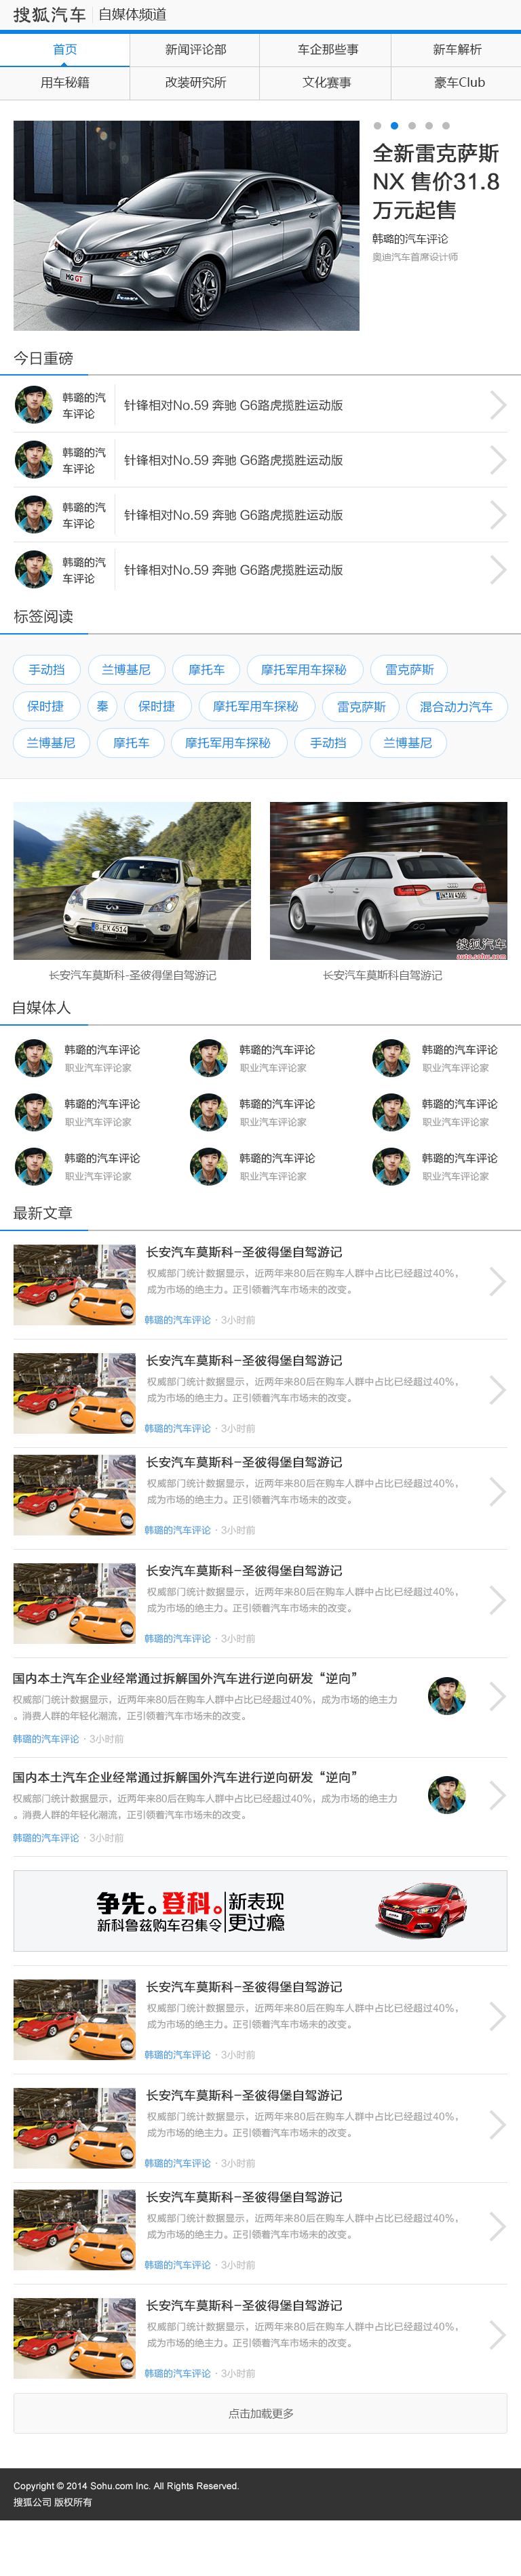 搜狐汽车 自媒体频道
首页 新闻评论部 车企那些事 新车解析
用车秘籍 改装研究所 文化赛事 豪车Club
全新雷克萨斯
NX 售价31.8
万元起售
韩璐的汽车评论
奥迪汽车首席设计师
HG GT
今日重磅
韩璐的汽
车评论
针锋相对No.59 奔驰 G6路虎揽胜运动版
韩璐的汽
车评论
针锋相对No.59 奔驰 G6路虎揽胜运动版
韩璐的汽
车评论
针锋相对No.59 奔驰 G6路虎揽胜运动版
韩璐的汽
车评论
针锋相对No.59 奔驰 G6路虎揽胜运动版
标签阅读
手动挡 兰博基尼 摩托车 摩托军用车探秘 雷克萨斯
保时捷 秦 保时捷 摩托军用车探秘 雷克萨斯 混合动力汽车
兰博基尼 摩托车 摩托军用车探秘 手动挡 兰博基尼
搜狐汽车
auto.sohu.com
长安汽车莫斯科-圣彼得堡自驾游记 长安汽车莫斯科自驾游记
自媒体人
韩璐的汽车评论 韩璐的汽车评论 韩璐的汽车评论
职业汽车评论家 职业汽车评论家 职业汽车评论家
韩璐的汽车评论 韩璐的汽车评论 韩璐的汽车评论
职业汽车评论家 职业汽车评论家 职业汽车评论家
韩璐的汽车评论 韩璐的汽车评论 韩璐的汽车评论
职业汽车评论家 职业汽车评论家 职业汽车评论家
最新文章
长安汽车莫斯科-圣彼得堡自驾游记
权威部门统计数据显示，近两年来80后在购车人群中占比已经超过40%，
成为市场的绝主力。正引领着汽车市场未的改变。
韩璐的汽车评论 · 3小时前
长安汽车莫斯科-圣彼得堡自驾游记
权威部门统计数据显示，近两年来80后在购车人群中占比已经超过40%，
成为市场的绝主力。正引领着汽车市场未的改变。
韩璐的汽车评论 · 3小时前
长安汽车莫斯科-圣彼得堡自驾游记
权威部门统计数据显示，近两年来80后在购车人群中占比已经超过40%，
成为市场的绝主力。正引领着汽车市场未的改变。
韩璐的汽车评论 · 3小时前
长安汽车莫斯科-圣彼得堡自驾游记
权威部门统计数据显示，近两年来80后在购车人群中占比已经超过40%，
成为市场的绝主力。正引领着汽车市场未的改变。
韩璐的汽车评论 · 3小时前
国内本土汽车企业经常通过拆解国外汽车进行逆向研发“逆向”
权威部门统计数据显示，近两年来80后在购车人群中占比已经超过40%，成为市场的绝主力
。消费人群的年轻化潮流，正引领着汽车市场未的改变。
韩璐的汽车评论 · 3小时前
国内本土汽车企业经常通过拆解国外汽车进行逆向研发“逆向”
权威部门统计数据显示，近两年来80后在购车人群中占比已经超过40%，成为市场的绝主力
。消费人群的年轻化潮流，正引领着汽车市场未的改变。
韩璐的汽车评论 · 3小时前
争先。登科。 新表现
新科鲁兹购车召集令 更过瘾
长安汽车莫斯科-圣彼得堡自驾游记
权威部门统计数据显示，近两年来80后在购车人群中占比已经超过40%，
成为市场的绝主力。正引领着汽车市场未的改变。
韩璐的汽车评论 · 3小时前
长安汽车莫斯科-圣彼得堡自驾游记
权威部门统计数据显示，近两年来80后在购车人群中占比已经超过40%，
成为市场的绝主力。正引领着汽车市场未的改变。
韩璐的汽车评论 · 3小时前
长安汽车莫斯科-圣彼得堡自驾游记
权威部门统计数据显示，近两年来80后在购车人群中占比已经超过40%，
成为市场的绝主力。正引领着汽车市场未的改变。
韩璐的汽车评论 · 3小时前
长安汽车莫斯科-圣彼得堡自驾游记
权威部门统计数据显示，近两年来80后在购车人群中占比已经超过40%，
成为市场的绝主力。正引领着汽车市场未的改变。
韩璐的汽车评论 · 3小时前
点击加载更多
Copyright © 2014 Sohu.com Inc. All Rights Reserved.
搜狐公司 版权所有